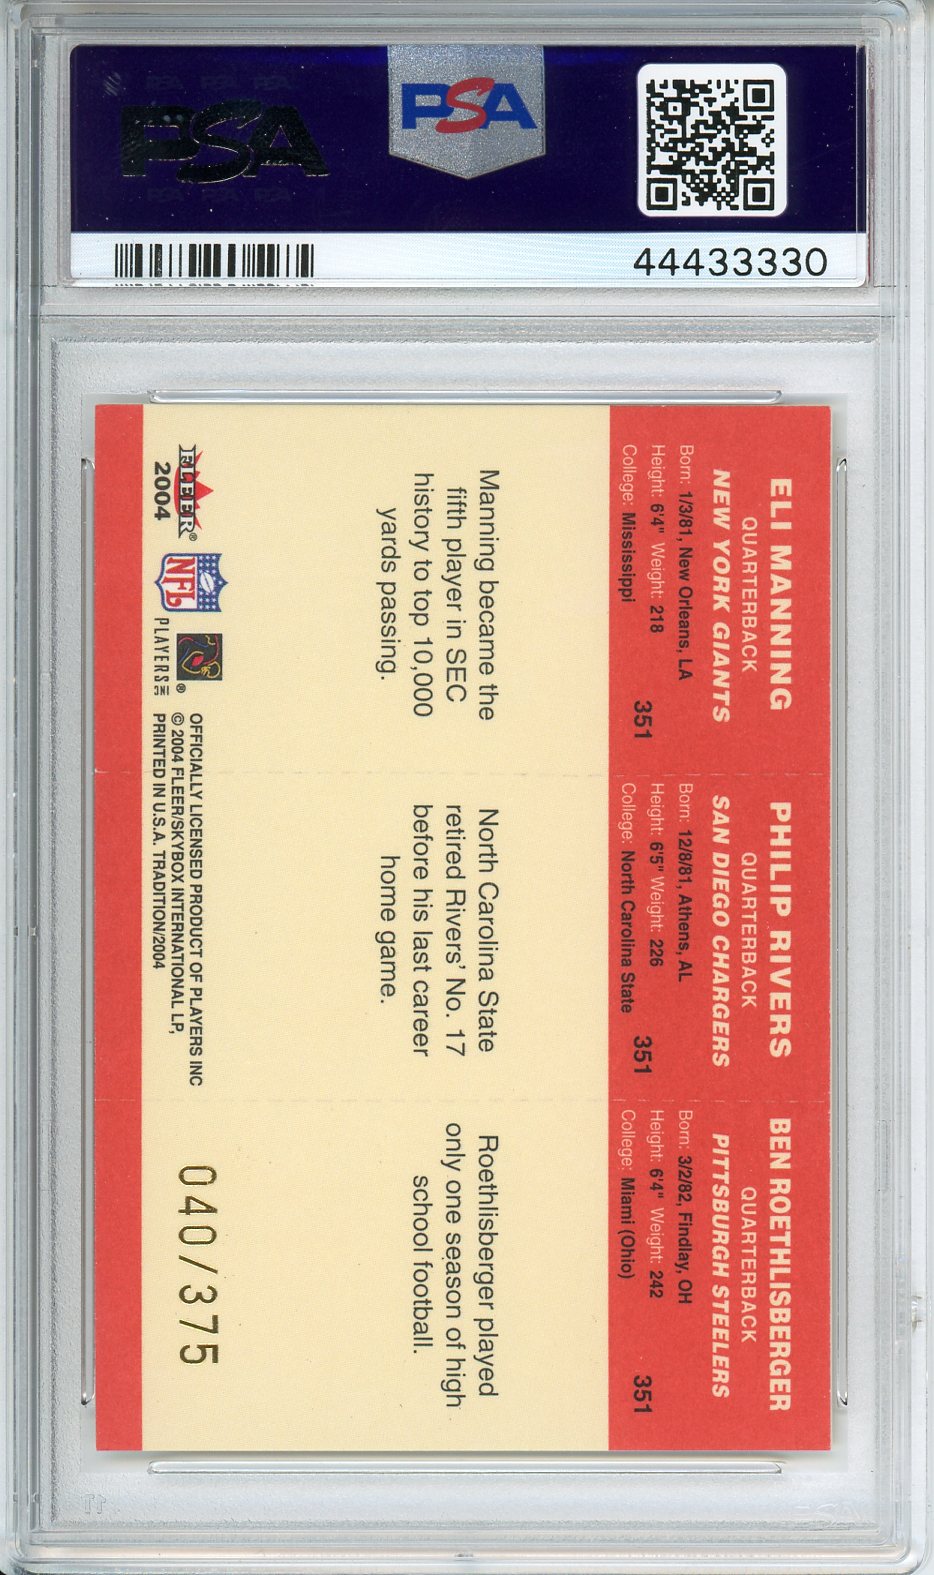 PSA
PSA
44433330
ELI MANNING
QUARTERBACK
NEW YORK GIANTS
Born: 1/3/81, New Orleans, LA
Height: 6'4" Weight: 218
College: Mississippi
351
Manning became the
fifth player in SEC
history to top 10,000
yards passing.
PHILIP RIVERS
QUARTERBACK
SAN DIEGO CHARGERS
Born: 12/8/81, Athens, AL
Height: 6'5" Weight: 226
College: North Carolina State
351
North Carolina State
retired Rivers' No. 17
before his last career
home game.
BEN ROETHLISBERGER
QUARTERBACK
PITTSBURGH STEELERS
Born: 3/2/82, Findlay, OH
Height: 6'4" Weight: 242
College: Miami (Ohio)
351
Roethlisberger played
only one season of high
school football.
FLEER®
2004
NFL
PLAYERS INC
®
OFFICIALLY LICENSED PRODUCT OF PLAYERS INC
© 2004 FLEER/SKYBOX INTERNATIONAL LP,
PRINTED IN U.S.A. TRADITION/2004
040/375